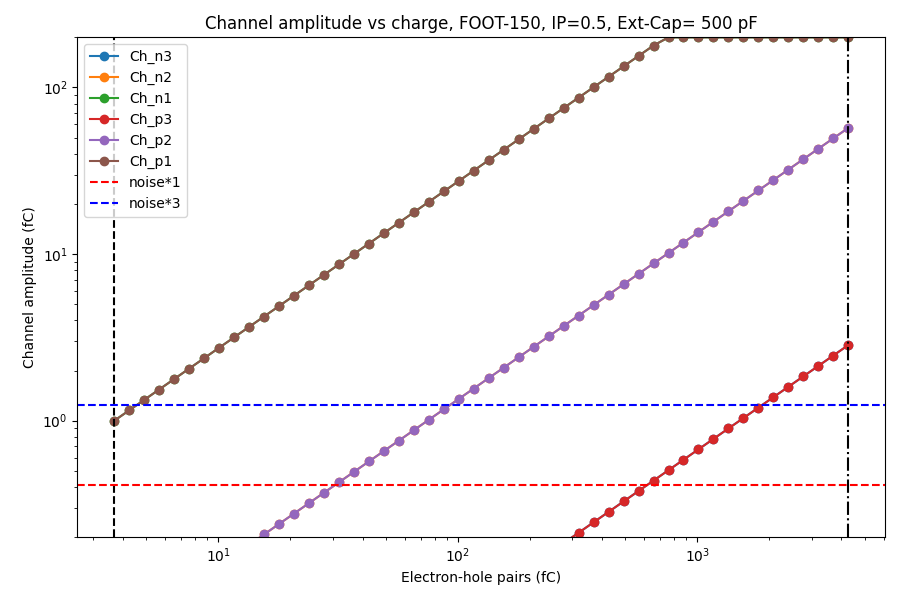 Channel amplitude vs charge, FOOT-150, IP=0.5, Ext-Cap= 500 pF
Channel amplitude (fC)
10²
10¹
10⁰
Ch_n3
Ch_n2
Ch_n1
Ch_p3
Ch_p2
Ch_p1
noise*1
noise*3
10¹ 10² 10³
Electron-hole pairs (fC)